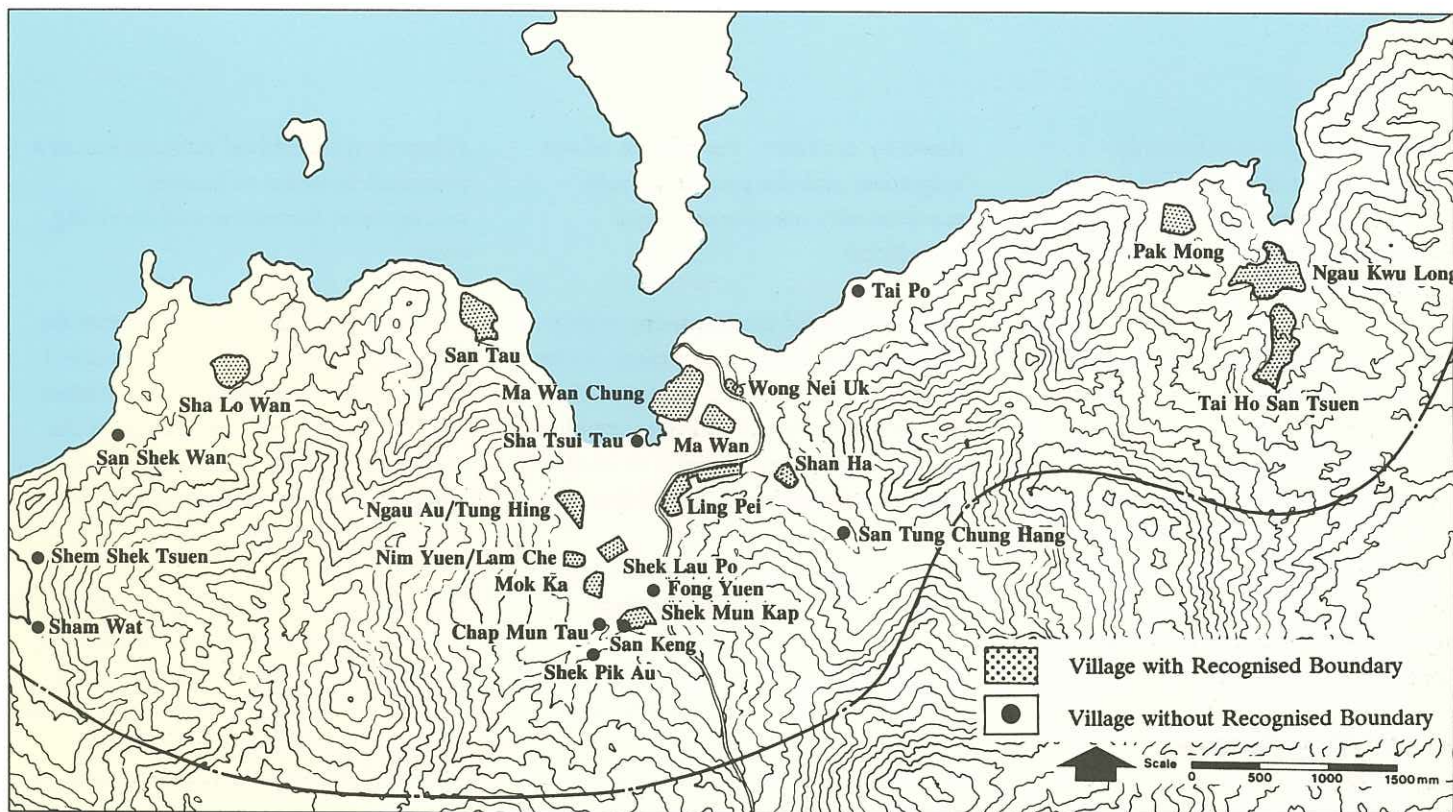 Pak Mong
Ngau Kwu Long
Tai Po
San Tau
Ma Wan Chung
Wong Nei Uk
Sha Lo Wan
Tai Ho San Tsuen
San Shek Wan
Sha Tsui Tau
Ma Wan
Shan Ha
Ngau Au/Tung Hing
Ling Pei
San Tung Chung Hang
Shem Shek Tsuen
Nim Yuen/Lam Che
Shek Lau Po
Mok Ka
Fong Yuen
Shek Mun Kap
Sham Wat
Chap Mun Tau
San Keng
Shek Pik Au
Village with Recognised Boundary
Village without Recognised Boundary
Scale
0 500 1000 1500mm